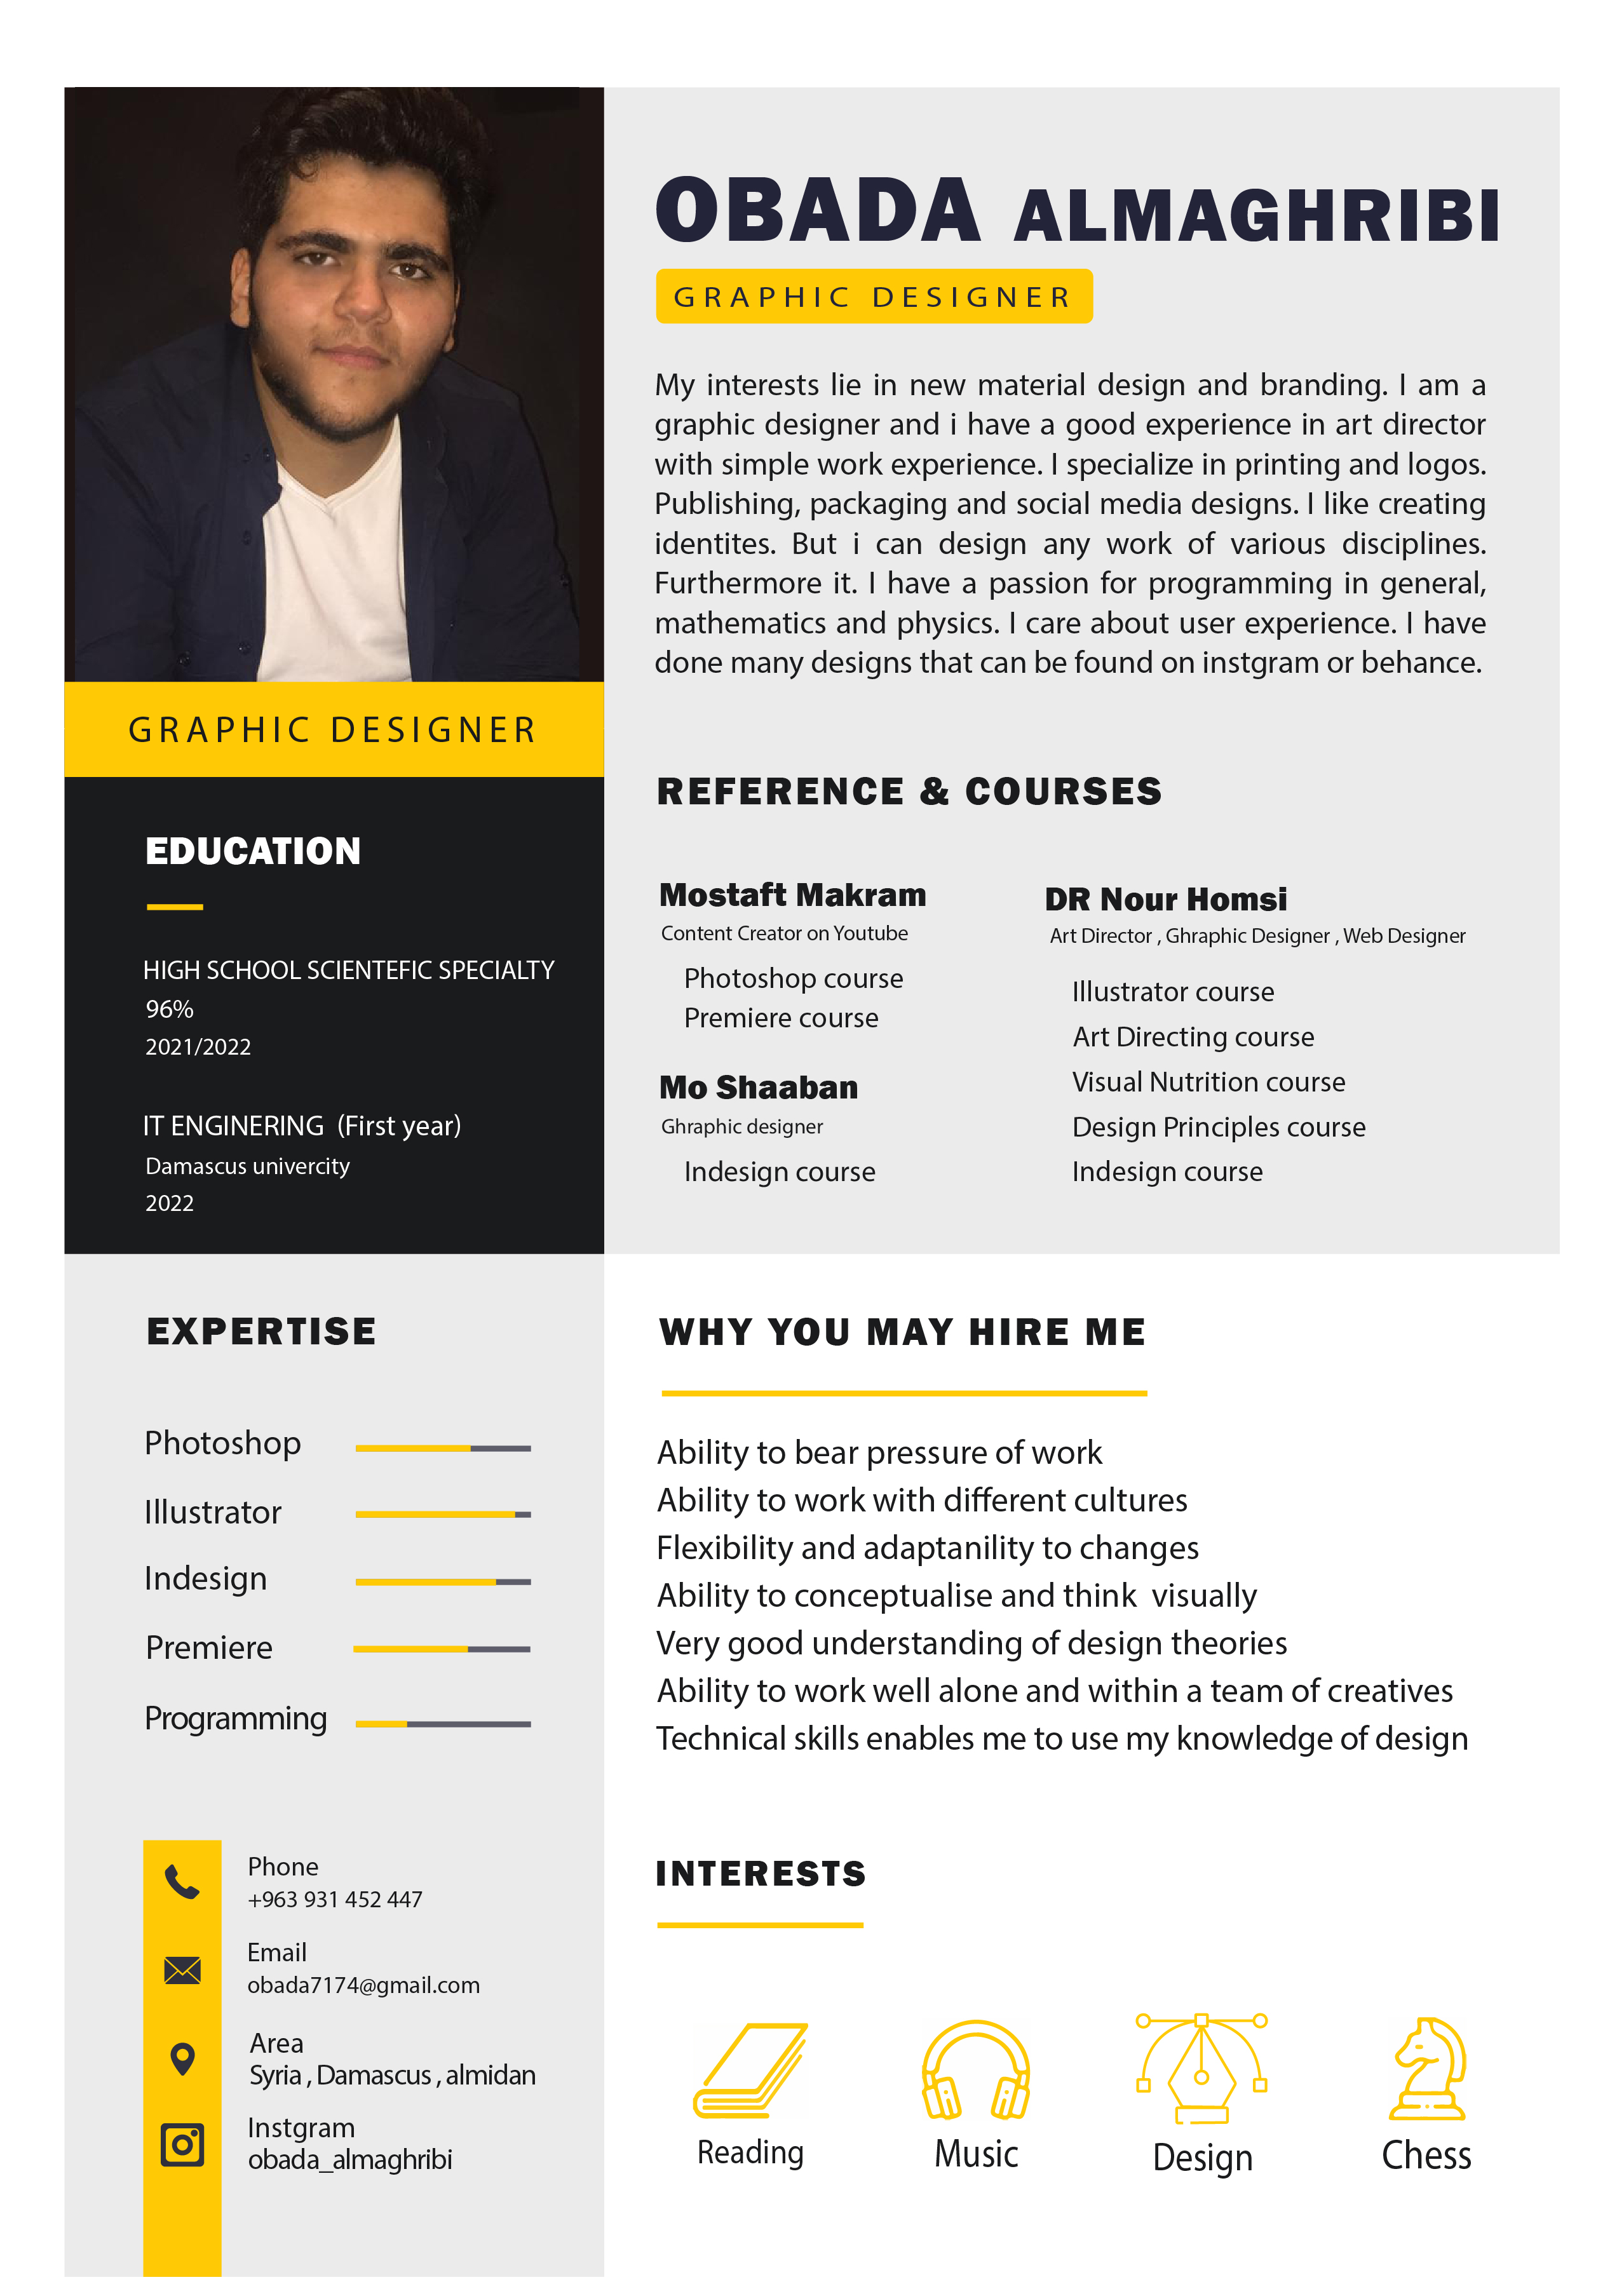 OBADA ALMAGHRIBI
GRAPHIC DESIGNER
My interests lie in new material design and branding. I am a
graphic designer and i have a good experience in art director
with simple work experience. I specialize in printing and logos.
Publishing, packaging and social media designs. I like creating
identites. But i can design any work of various disciplines.
Furthermore it. I have a passion for programming in general,
mathematics and physics. I care about user experience. I have
done many designs that can be found on instgram or behance.
GRAPHIC DESIGNER
EDUCATION
HIGH SCHOOL SCIENTEFIC SPECIALTY
96%
2021/2022
IT ENGINERING (First year)
Damascus univercity
2022
REFERENCE & COURSES
Mostaft Makram
Content Creator on Youtube
Photoshop course
Premiere course
Mo Shaaban
Ghraphic designer
Indesign course
DR Nour Homsi
Art Director , Ghraphic Designer , Web Designer
Illustrator course
Art Directing course
Visual Nutrition course
Design Principles course
Indesign course
EXPERTISE
Photoshop
Illustrator
Indesign
Premiere
Programming
Phone
+963 931 452 447
Email
obada7174@gmail.com
Area
Syria , Damascus , almidan
Instgram
obada_almaghribi
WHY YOU MAY HIRE ME
Ability to bear pressure of work
Ability to work with different cultures
Flexibility and adaptanility to changes
Ability to conceptualise and think visually
Very good understanding of design theories
Ability to work well alone and within a team of creatives
Technical skills enables me to use my knowledge of design
INTERESTS
Reading
Music
Design
Chess